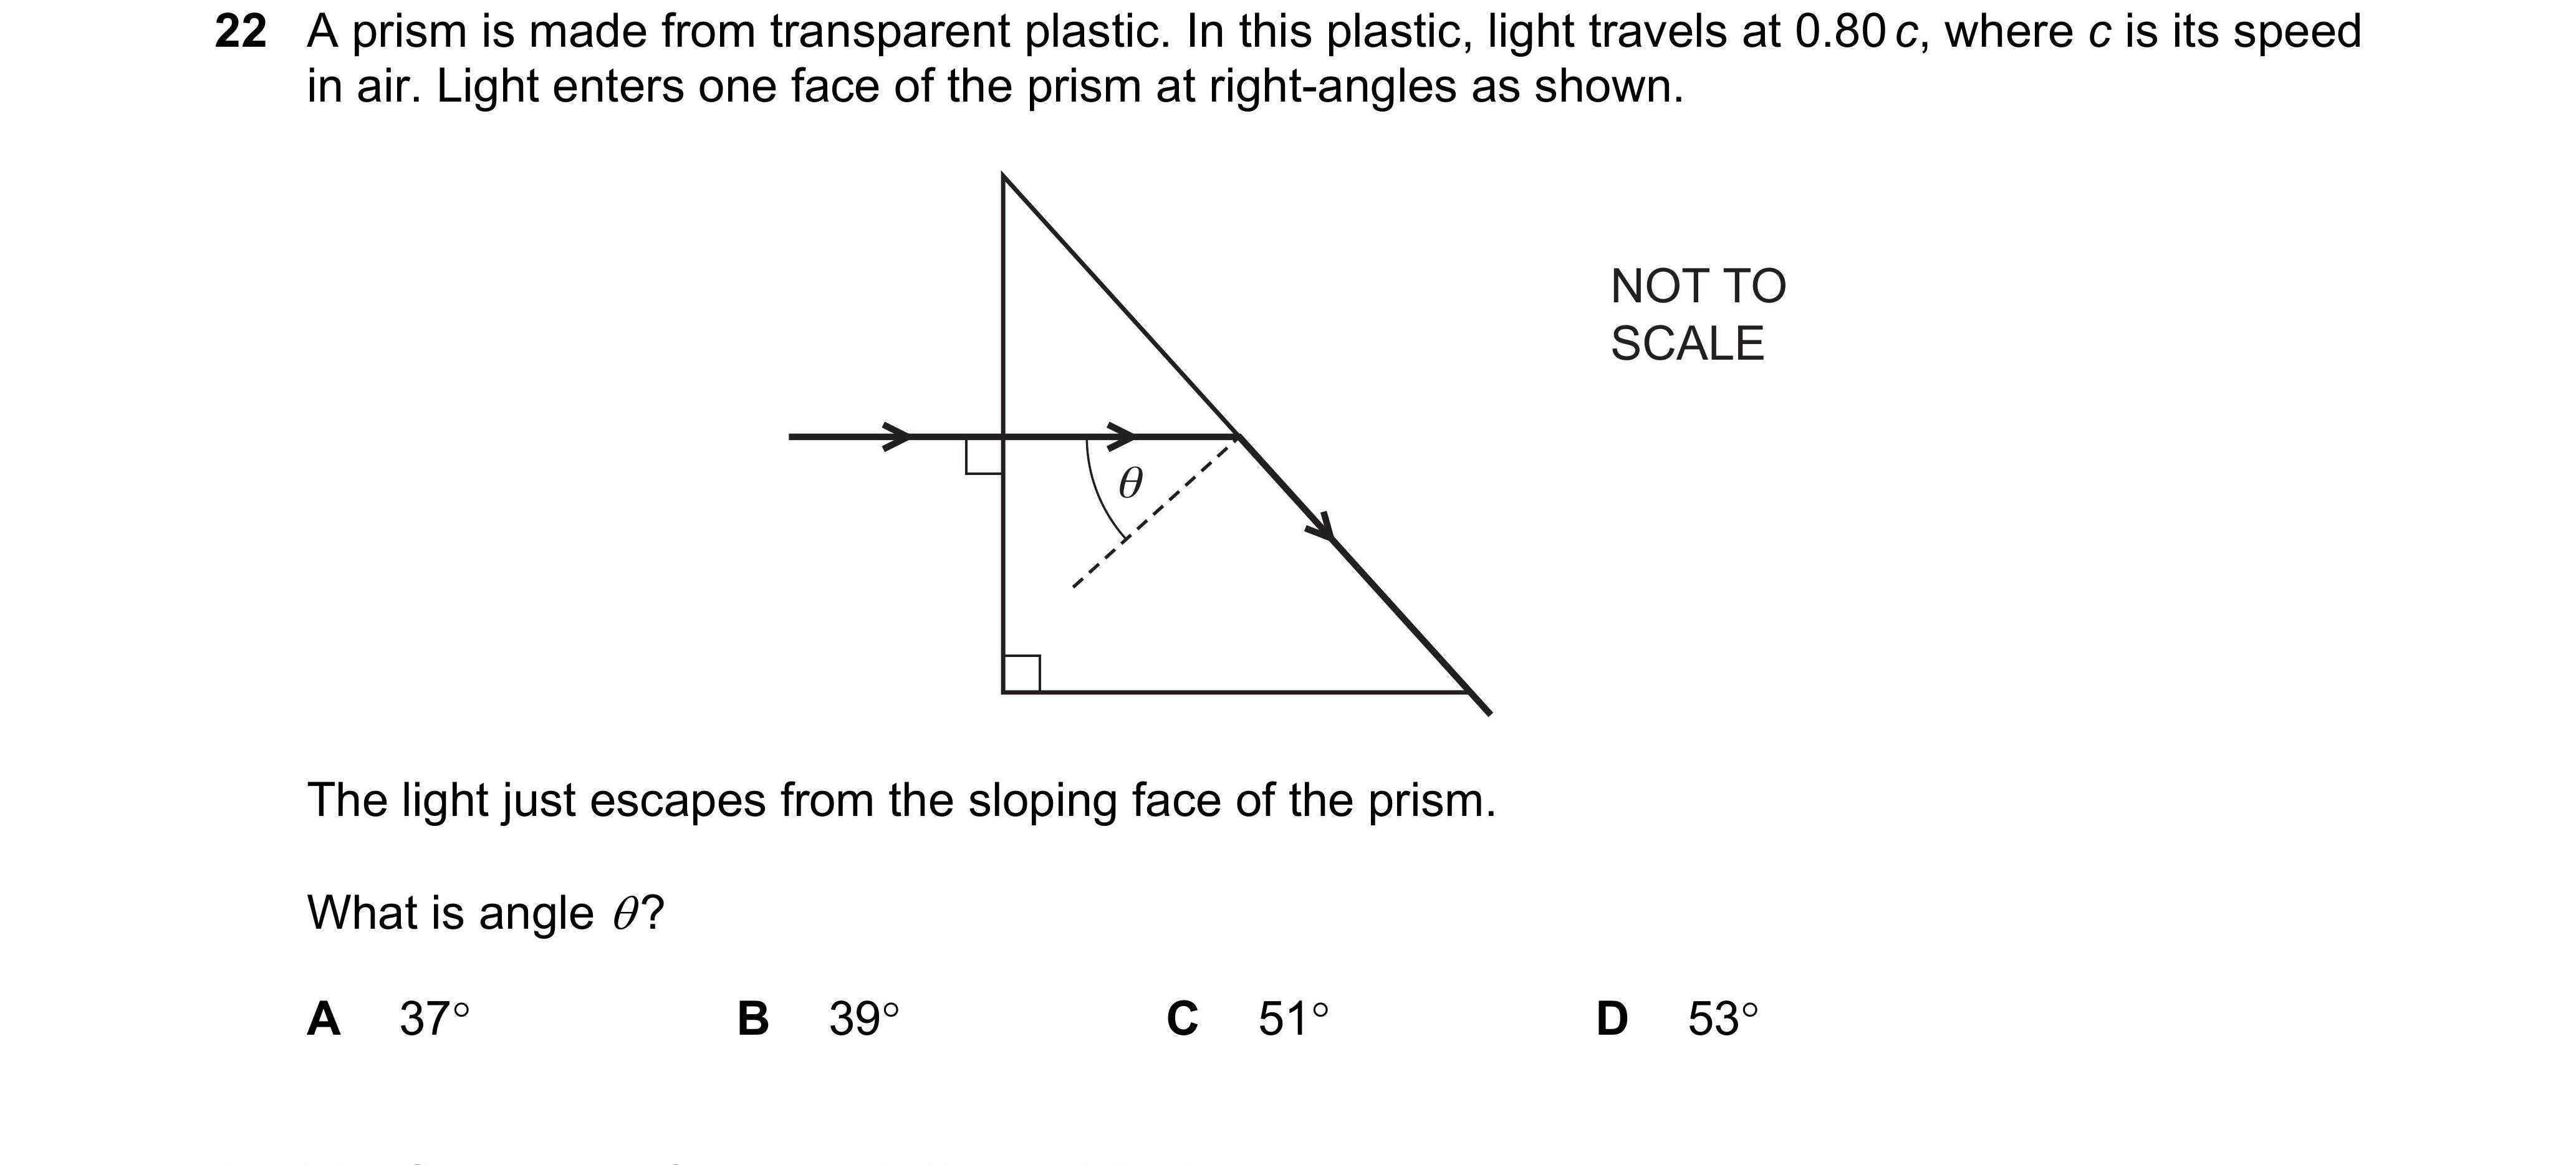 22 A prism is made from transparent plastic. In this plastic, light travels at 0.80 c, where c is its speed
in air. Light enters one face of the prism at right-angles as shown.
NOT TO
SCALE
θ
The light just escapes from the sloping face of the prism.
What is angle θ?
A 37° B 39° C 51° D 53°